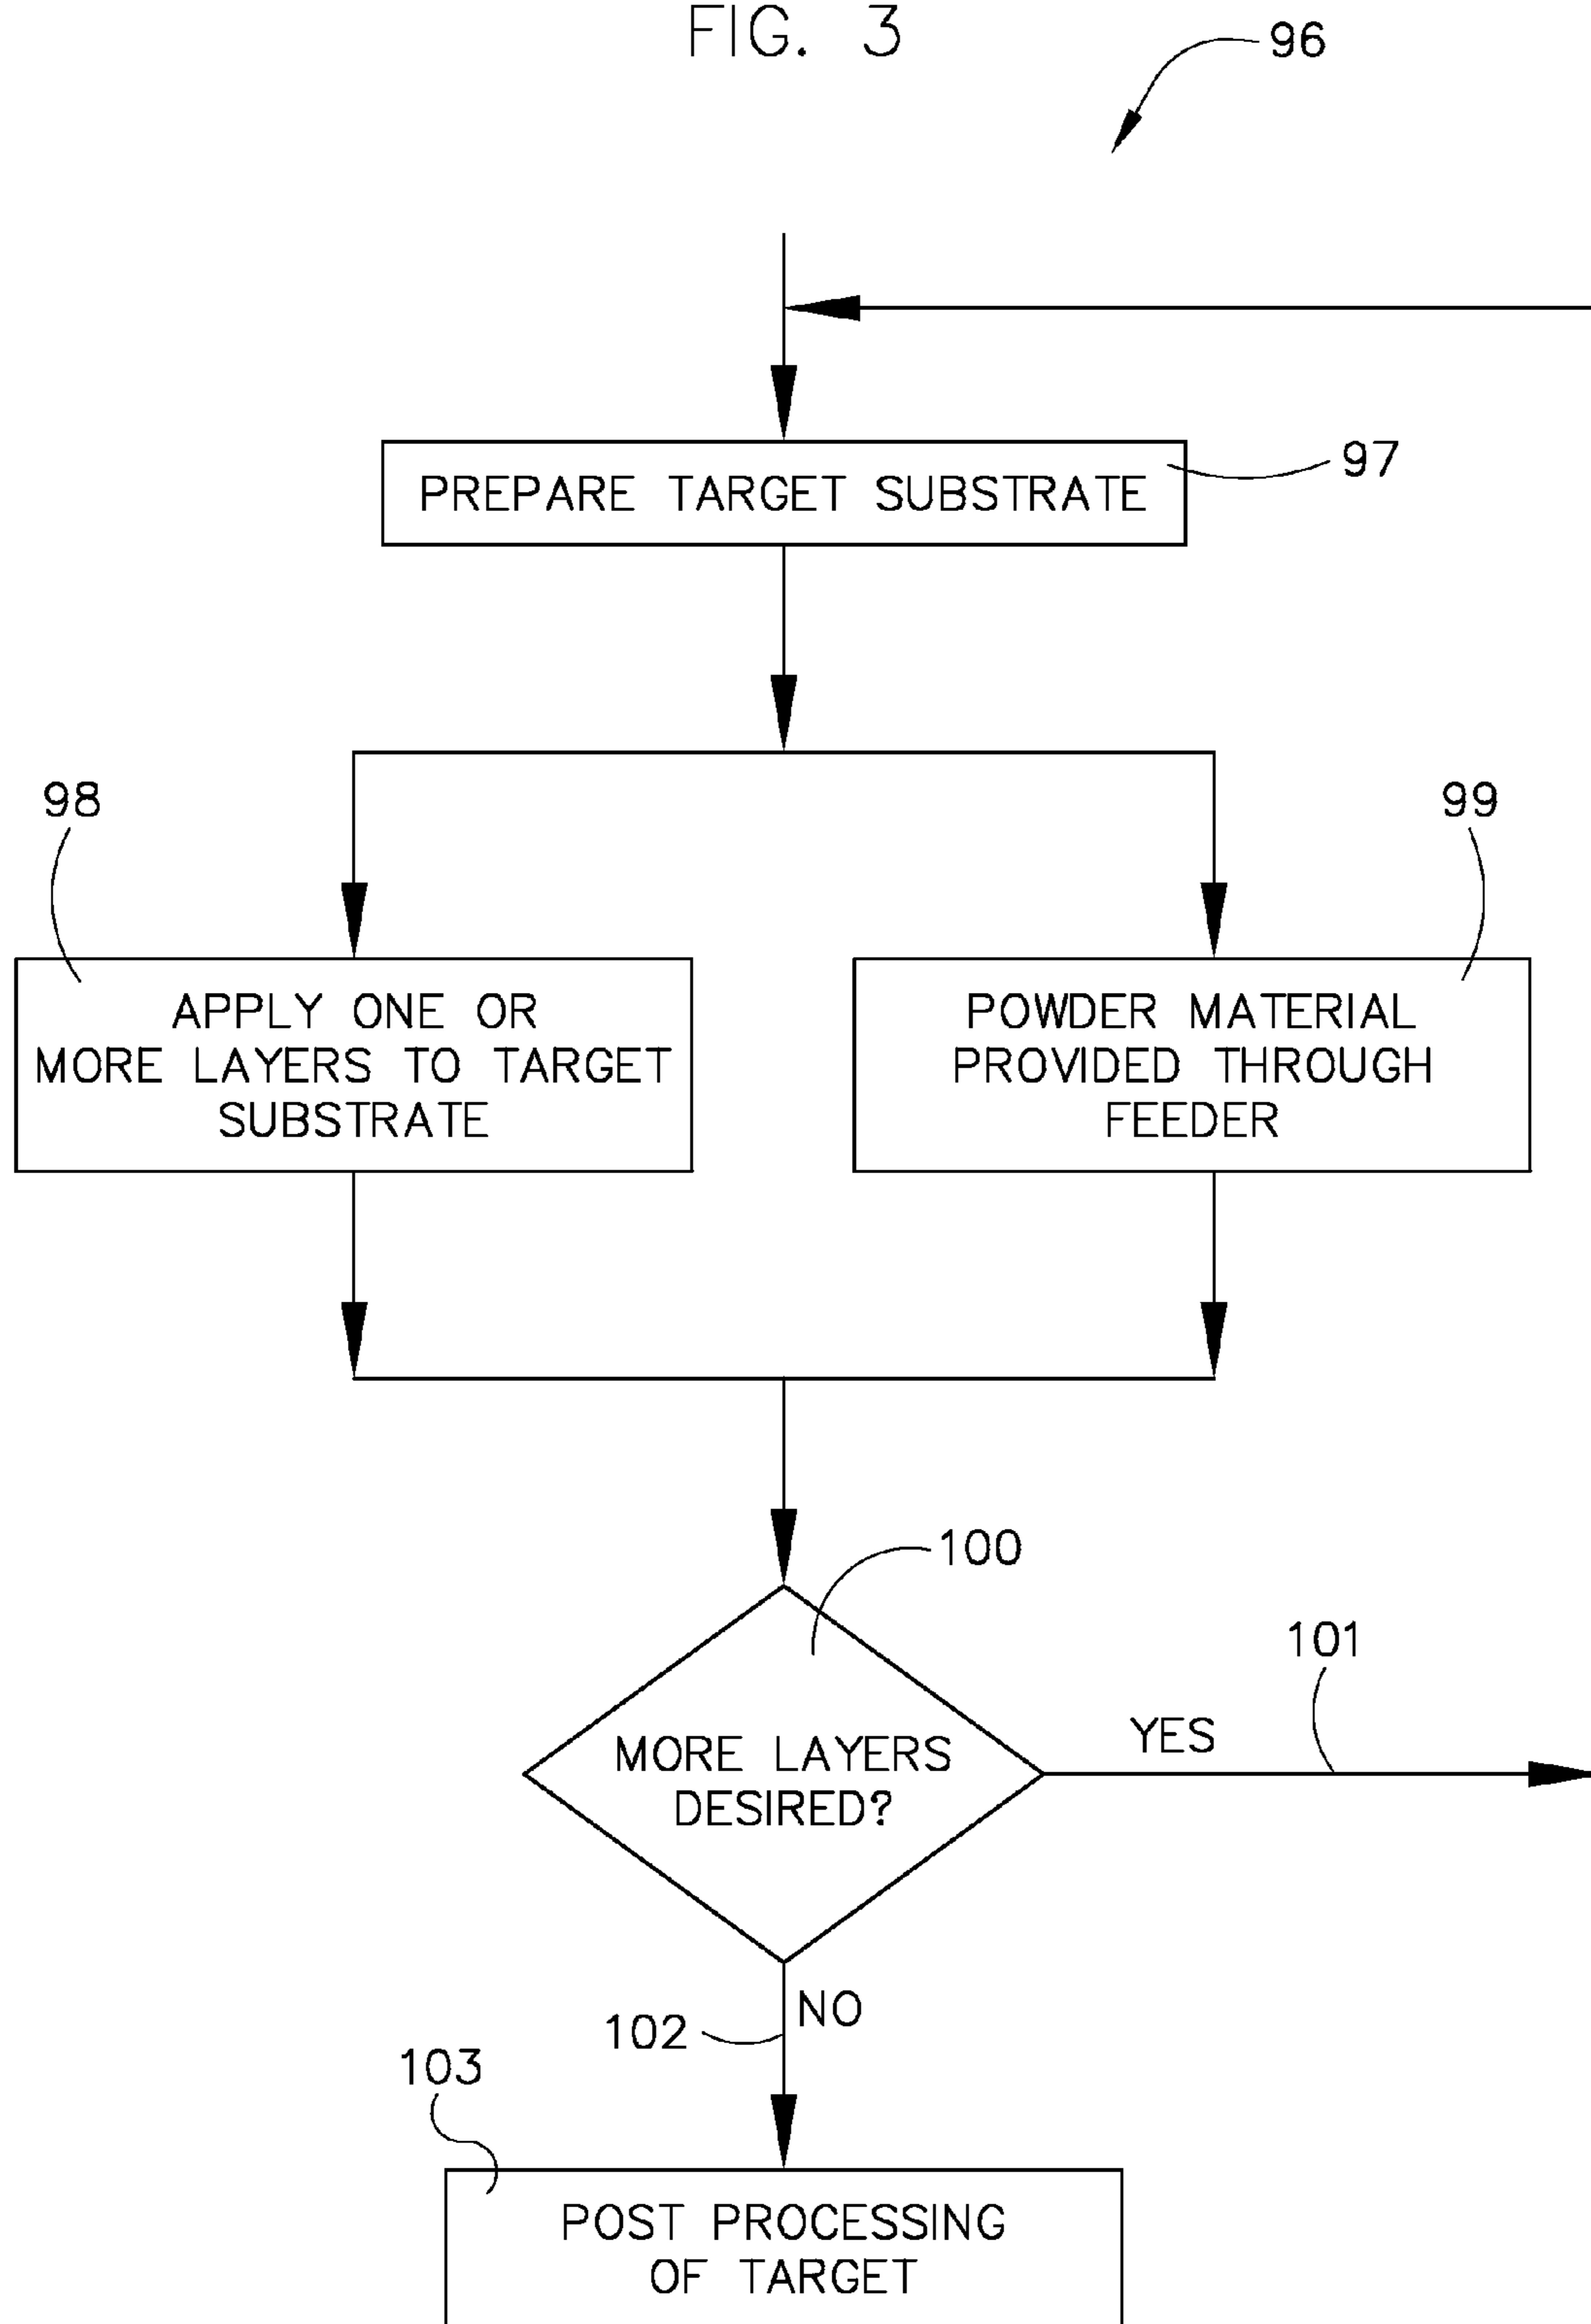 FIG. 3
96
PREPARE TARGET SUBSTRATE
97
98
99
APPLY ONE OR
MORE LAYERS TO TARGET
SUBSTRATE
POWDER MATERIAL
PROVIDED THROUGH
FEEDER
100
101
YES
MORE LAYERS
DESIRED?
NO
102
103
POST PROCESSING
OF TARGET